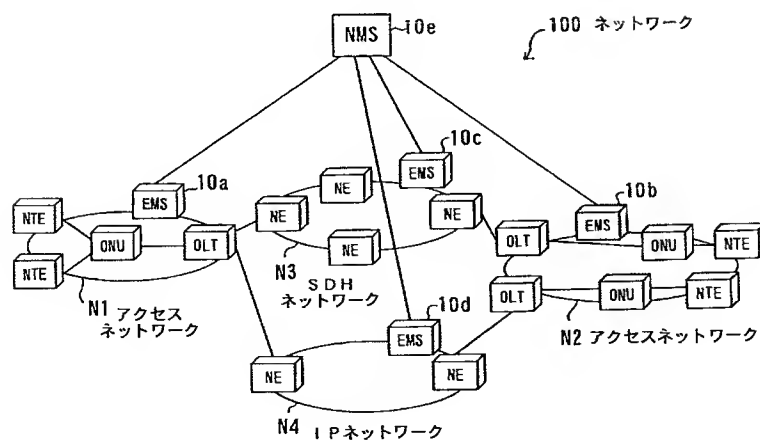 NMS
10e
100 ネットワーク
10c
EMS
10a
EMS
10b
EMS
NE
NE
NE
NE
NTE
ONU
OLT
NTE
OLT
ONU
NTE
OLT
ONU
NTE
N3
SDH
ネットワーク
N1 アクセス
ネットワーク
10d
EMS
N2 アクセスネットワーク
NE
NE
N4
IPネットワーク